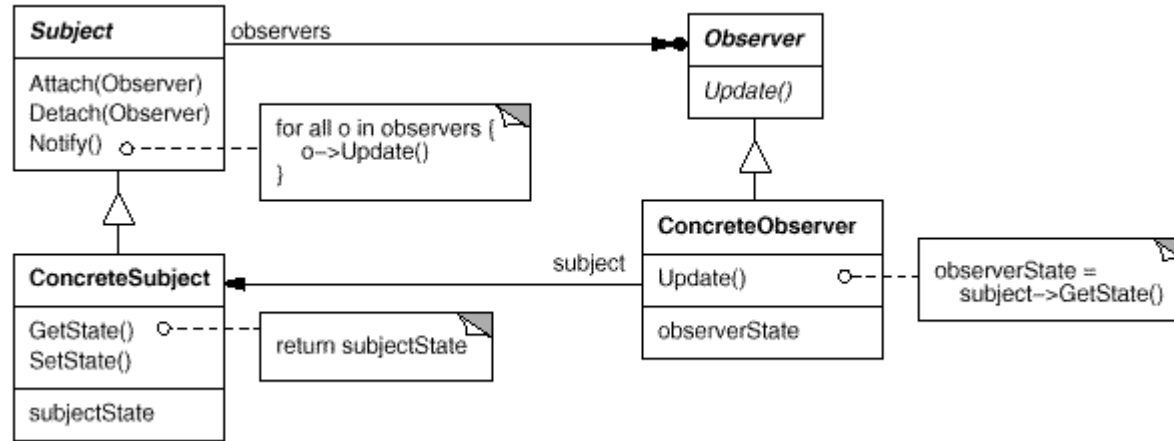 Subject
Attach(Observer)
Detach(Observer)
Notify()
observers
for all o in observers {
o->Update()
}
Observer
Update()
ConcreteSubject
GetState()
SetState()
subjectState
return subjectState
subject
ConcreteObserver
Update()
observerState
observerState =
subject->GetState()